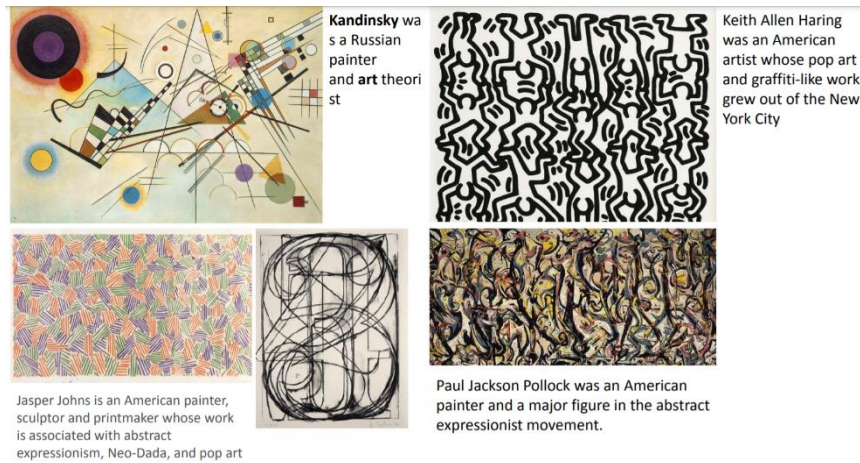 Kandinsky wa
s a Russian
painter
and art theori
st
Keith Allen Haring
was an American
artist whose pop art
and graffiti-like work
grew out of the New
York City
Jasper Johns is an American painter,
sculptor and printmaker whose work
is associated with abstract
expressionism, Neo-Dada, and pop art
Paul Jackson Pollock was an American
painter and a major figure in the abstract
expressionist movement.